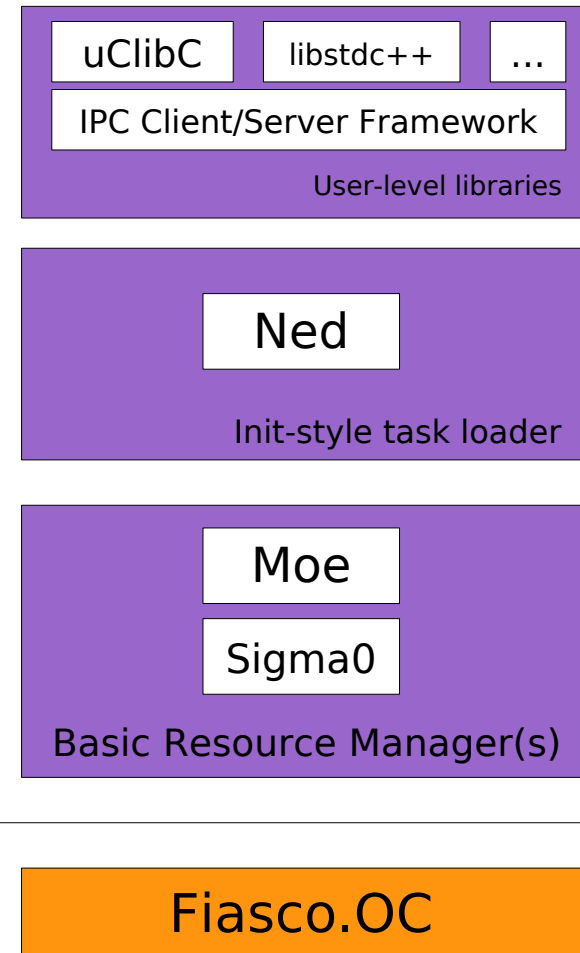 uClibC libstdc++ ...
IPC Client/Server Framework
User-level libraries
Ned
Init-style task loader
Moe
Sigma0
Basic Resource Manager(s)
Fiasco.OC